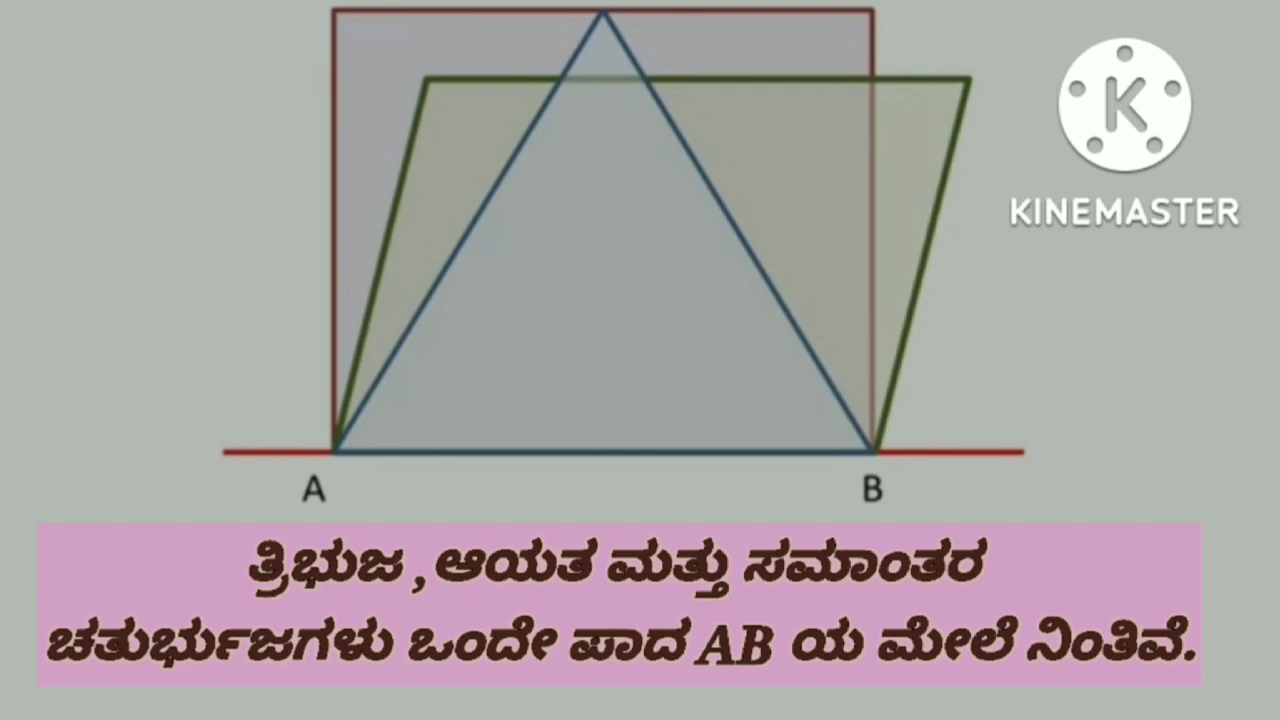 K
KINEMASTER
A
B
ತ್ರಿಭುಜ , ಆಯತ ಮತ್ತು ಸಮಾಂತರ
ಚತುರ್ಭುಜಗಳು ಒಂದೇ ಪಾದ AB ಯ ಮೇಲೆ ನಿಂತಿವೆ.